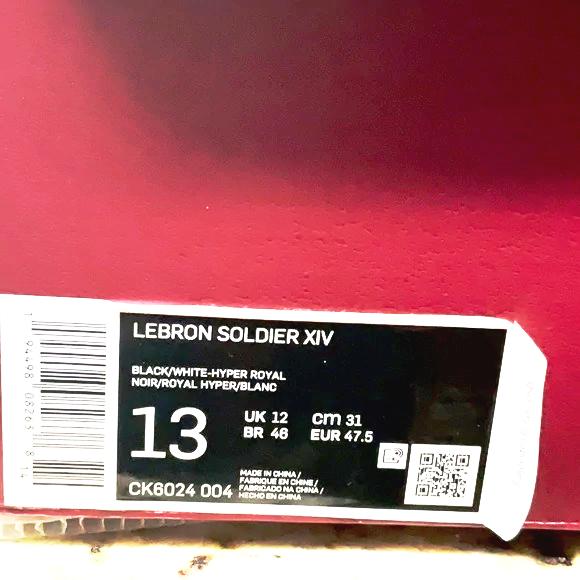 LEBRON SOLDIER XIV
BLACK/WHITE-HYPER ROYAL
NOIR/ROYAL HYPER/BLANC
13
UK 12 cm 31
BR 46 EUR 47.5
CK6024 004
MADE IN CHINA /
FABRIQUE EN CHINE /
FABRICADO NA CHINA /
HECHO EN CHINA